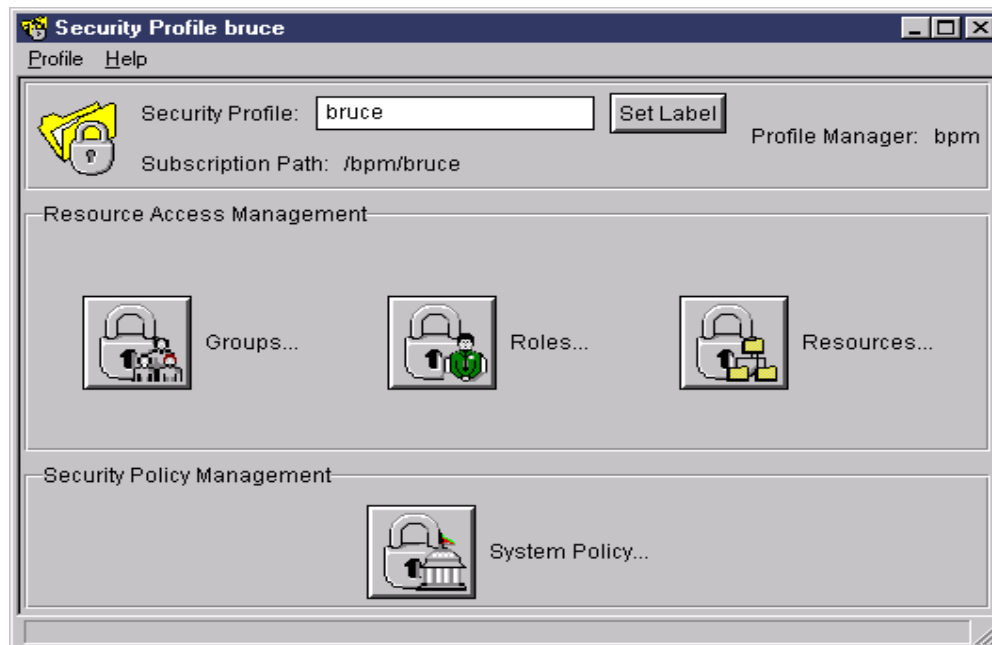 Security Profile bruce
Profile Help
Security Profile: bruce Set Label
Profile Manager: bpm
Subscription Path: /bpm/bruce
Resource Access Management
Groups... Roles... Resources...
Security Policy Management
System Policy...